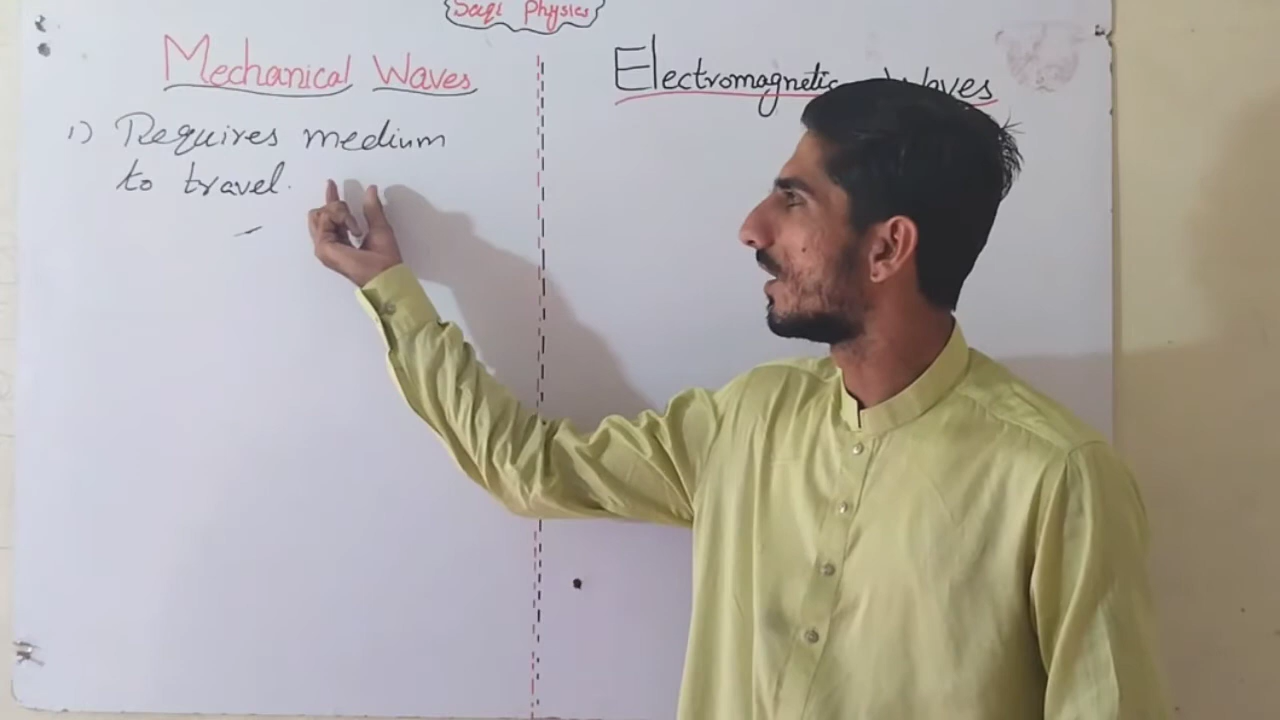 Saqi Physics
Mechanical Waves
Electromagnetic Waves
1) Requires medium
to travel.